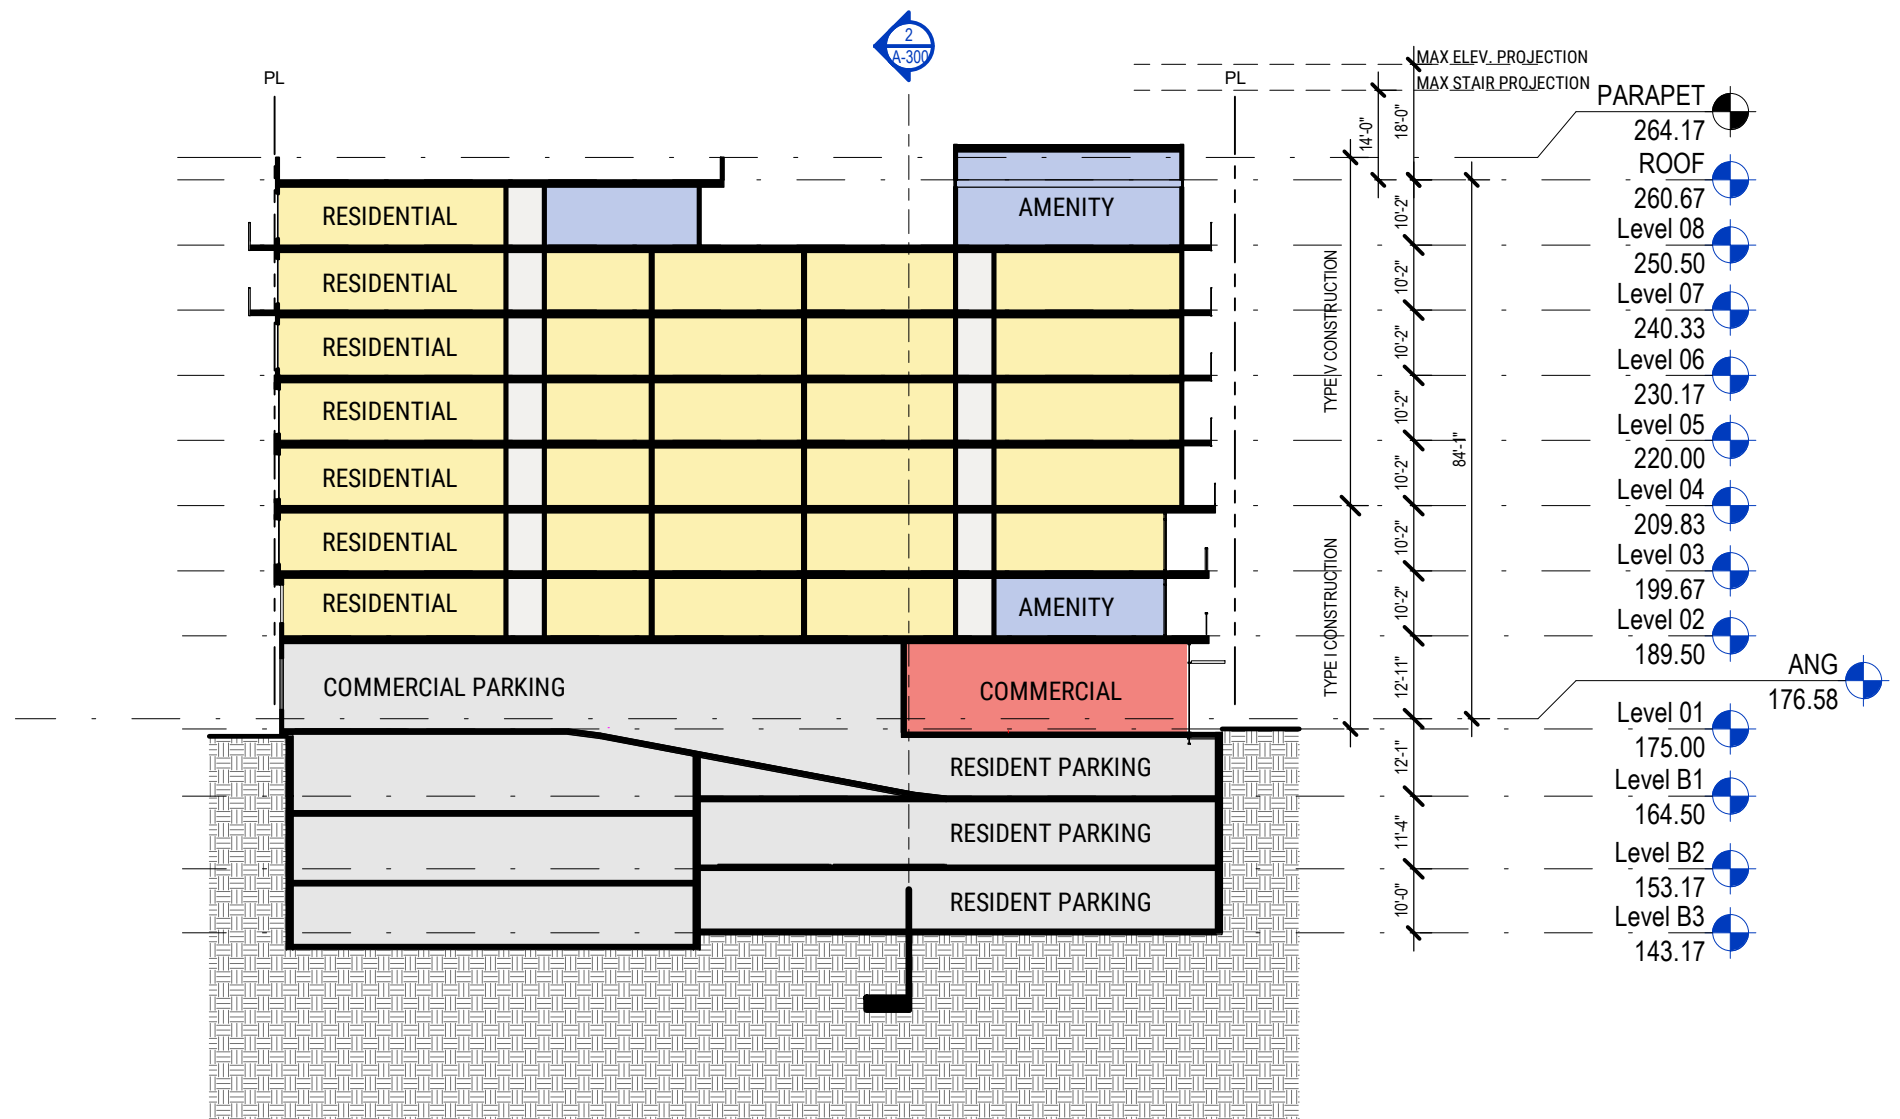 2
A-300
PL
PL
MAX ELEV. PROJECTION
MAX STAIR PROJECTION
14'-0"
18'-0"
PARAPET
264.17
ROOF
260.67
RESIDENTIAL
AMENITY
10'-2"
Level 08
250.50
RESIDENTIAL
10'-2"
Level 07
240.33
RESIDENTIAL
TYPE V CONSTRUCTION
10'-2"
Level 06
230.17
RESIDENTIAL
10'-2"
Level 05
220.00
84'-1"
RESIDENTIAL
10'-2"
Level 04
209.83
RESIDENTIAL
10'-2"
Level 03
199.67
RESIDENTIAL
AMENITY
TYPE I CONSTRUCTION
10'-2"
Level 02
189.50
COMMERCIAL PARKING
COMMERCIAL
12'-11"
ANG
176.58
Level 01
175.00
RESIDENT PARKING
12'-1"
Level B1
164.50
RESIDENT PARKING
11'-4"
Level B2
153.17
RESIDENT PARKING
10'-0"
Level B3
143.17